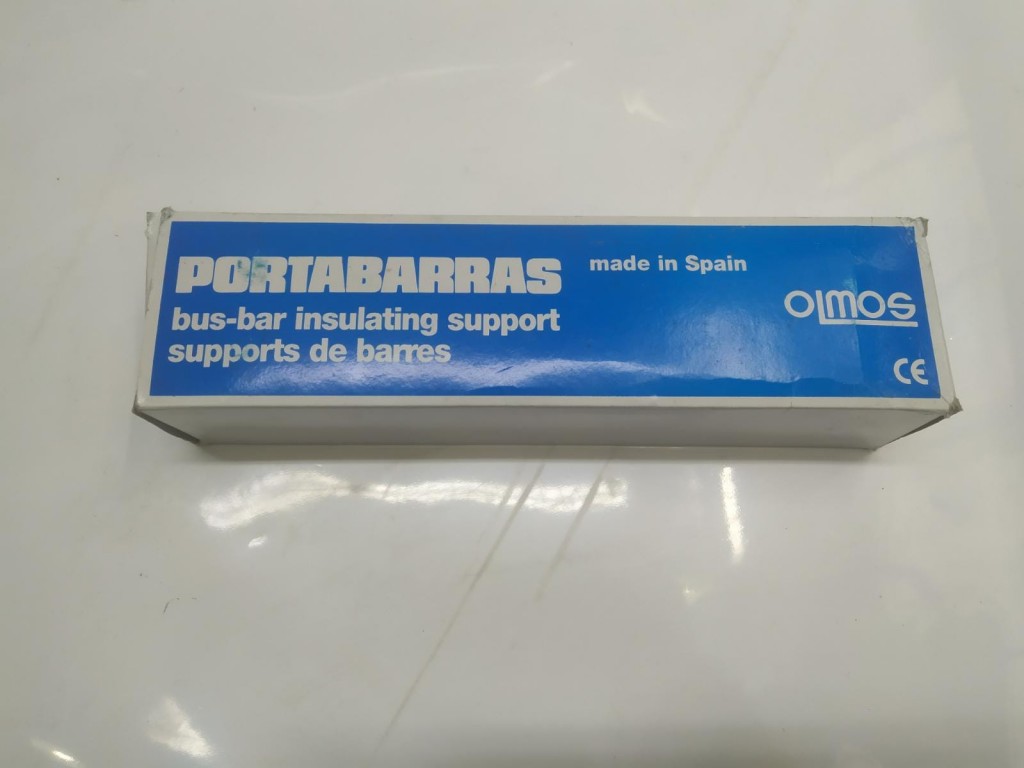 PORTABARRAS
bus-bar insulating support
supports de barres
made in Spain
OLMOS
CE